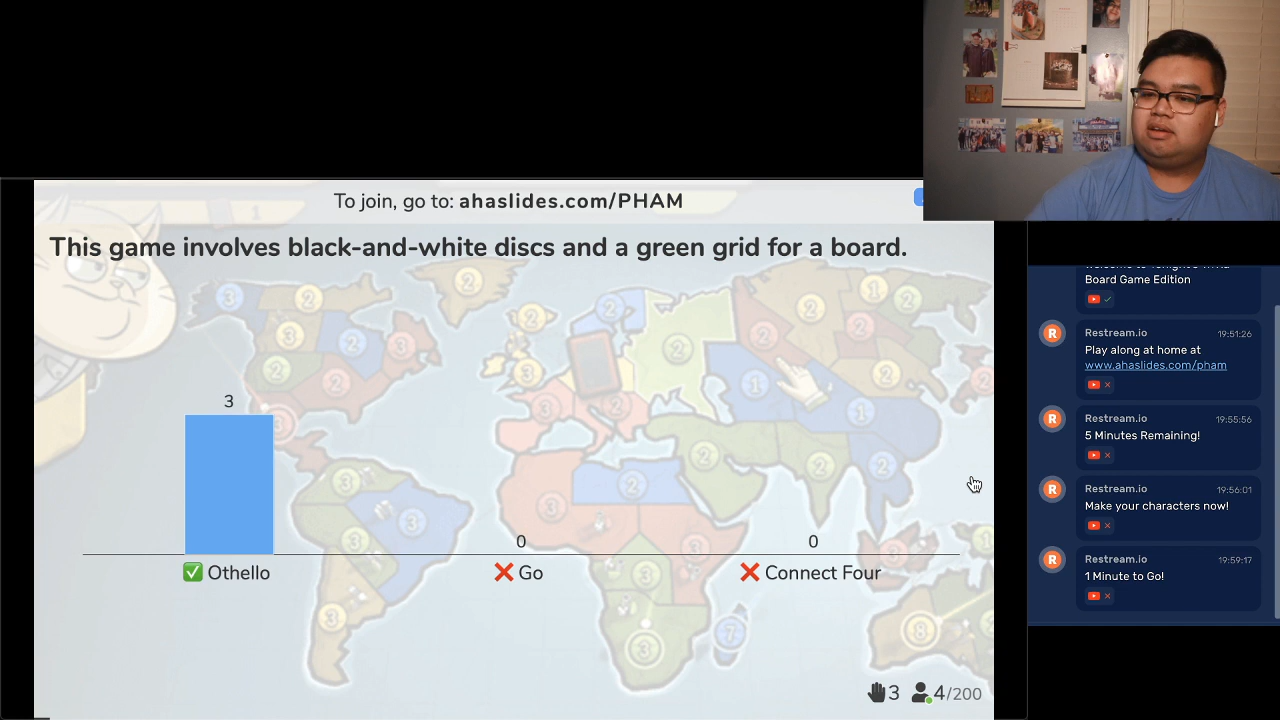 To join, go to: ahaslides.com/PHAM
This game involves black-and-white discs and a green grid for a board.
3
0
0
✅ Othello
❌ Go
❌ Connect Four
3 4/200
Board Game Edition
Restream.io 19:51:26
Play along at home at
www.ahaslides.com/pham
Restream.io 19:55:56
5 Minutes Remaining!
Restream.io 19:56:01
Make your characters now!
Restream.io 19:59:17
1 Minute to Go!